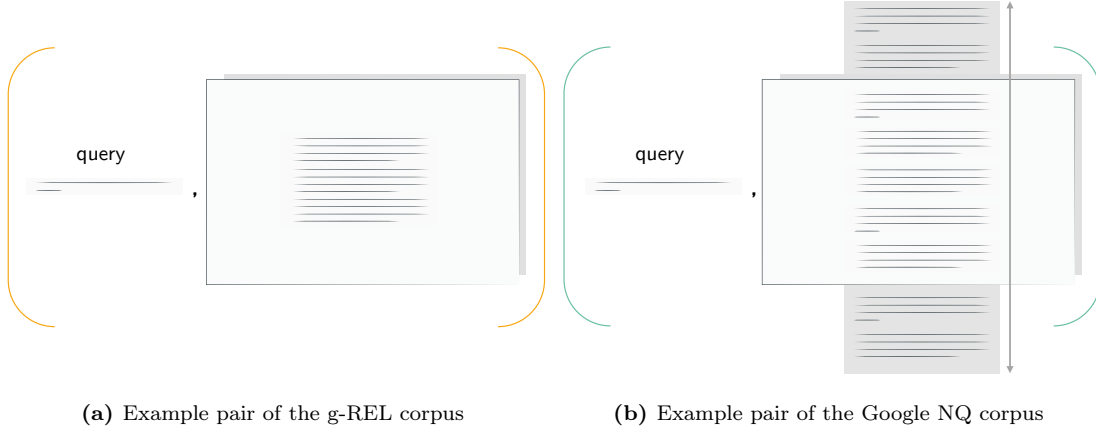 query
,
query
,
(a) Example pair of the g-REL corpus
(b) Example pair of the Google NQ corpus